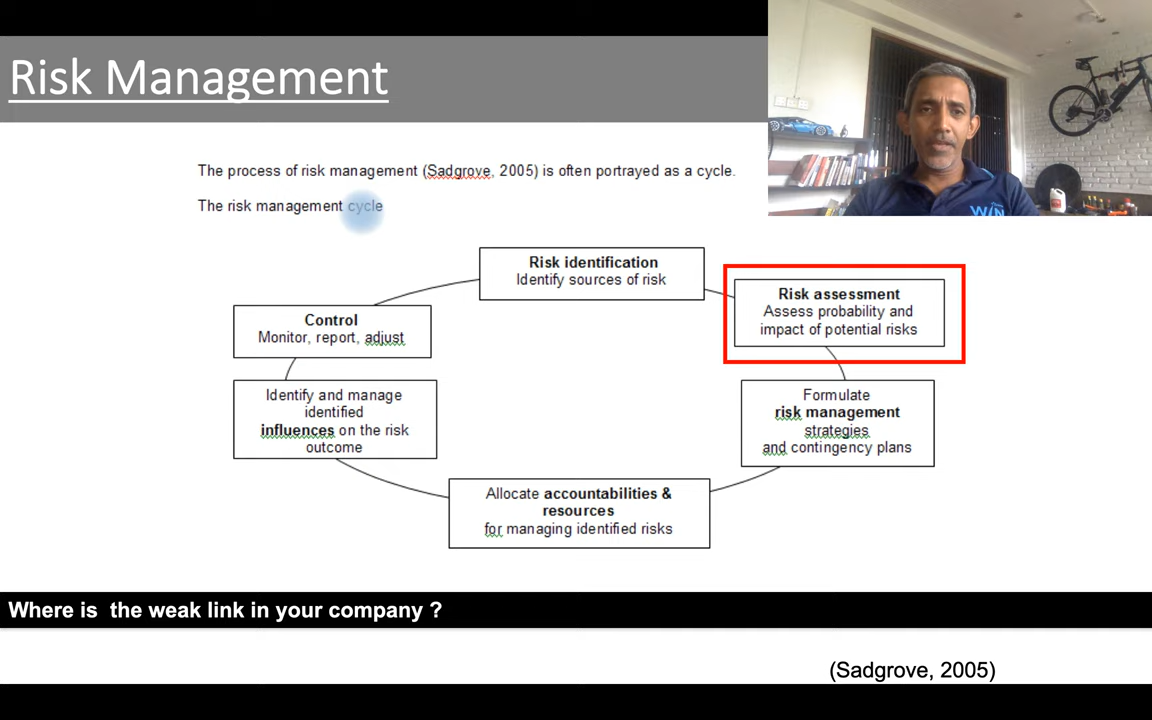 Risk Management
The process of risk management (Sadgrove, 2005) is often portrayed as a cycle.
The risk management cycle
Risk identification
Identify sources of risk
Risk assessment
Assess probability and
impact of potential risks
Formulate
risk management
strategies
and contingency plans
Allocate accountabilities &
resources
for managing identified risks
Identify and manage
identified
influences on the risk
outcome
Control
Monitor, report, adjust
Where is  the weak link in your company ?
(Sadgrove, 2005)